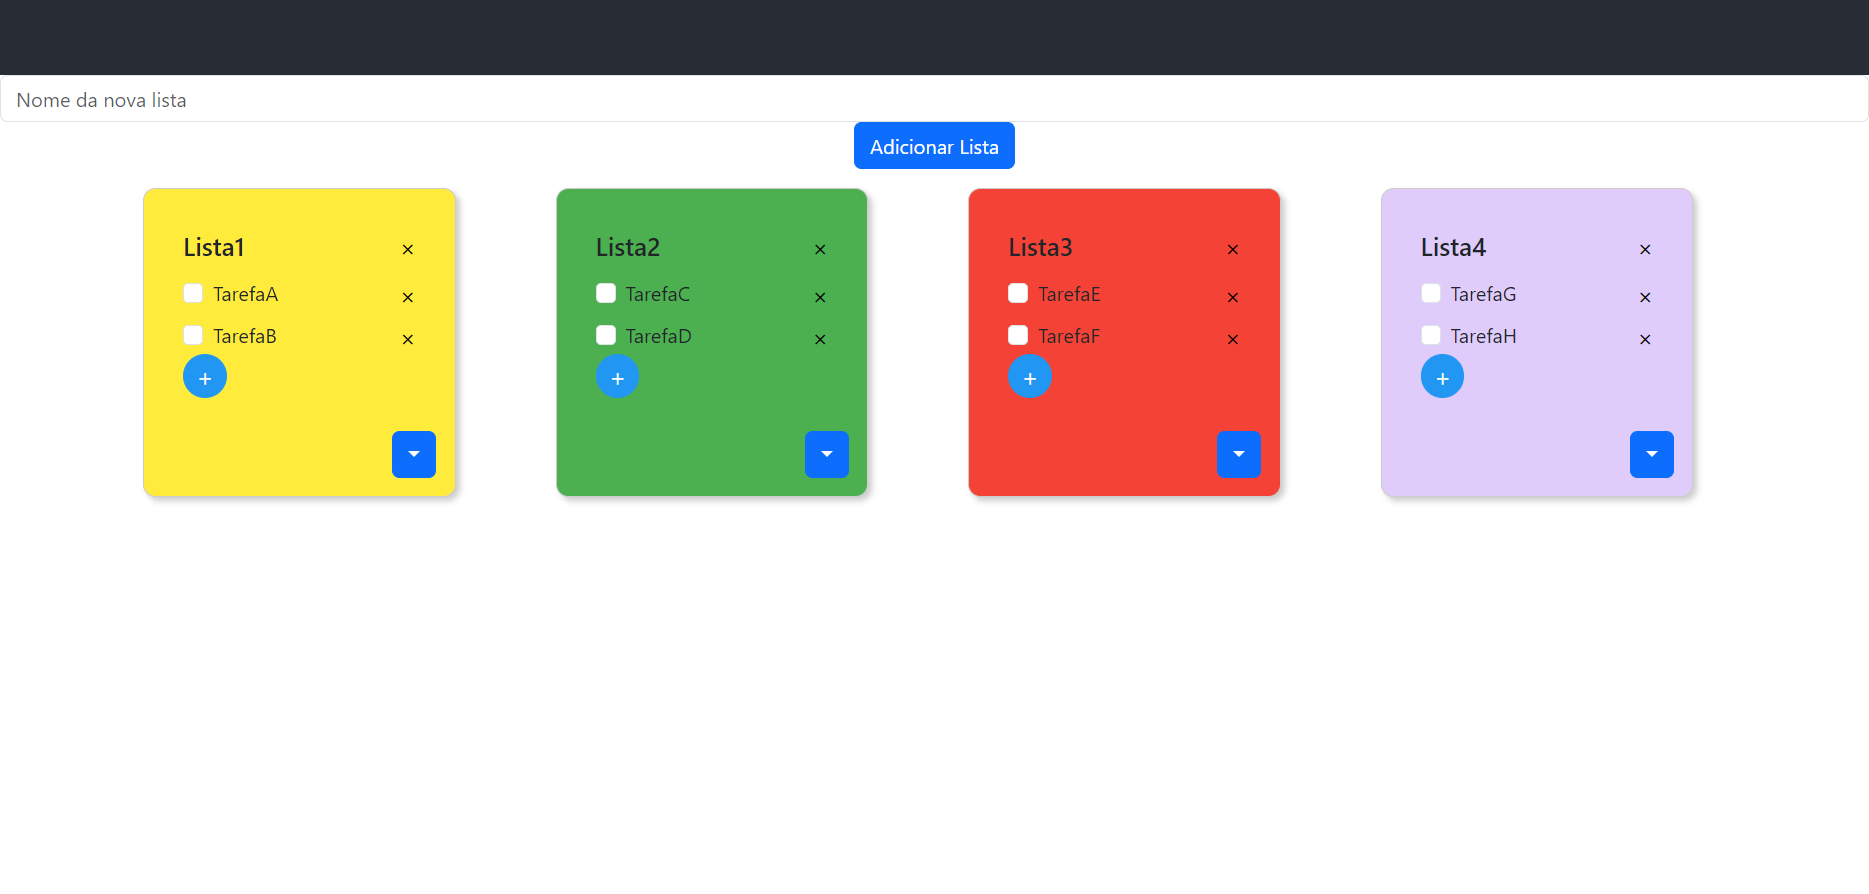 Nome da nova lista
Adicionar Lista
Lista1 ×
TarefaA ×
TarefaB ×
+
Lista2 ×
TarefaC ×
TarefaD ×
+
Lista3 ×
TarefaE ×
TarefaF ×
+
Lista4 ×
TarefaG ×
TarefaH ×
+